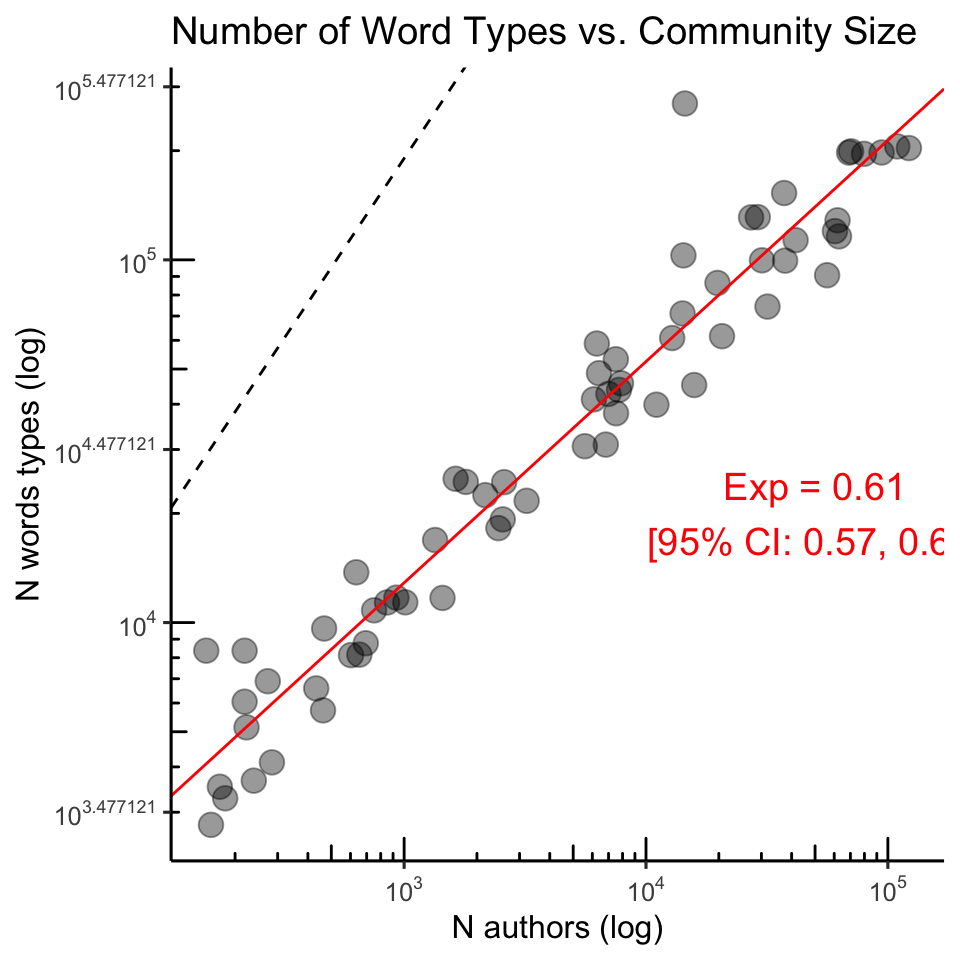 Number of Word Types vs. Community Size
10^5.477121
10^5
10^4.477121
10^4
10^3.477121
N words types (log)
Exp = 0.61
[95% CI: 0.57, 0.6
10^3 10^4 10^5
N authors (log)